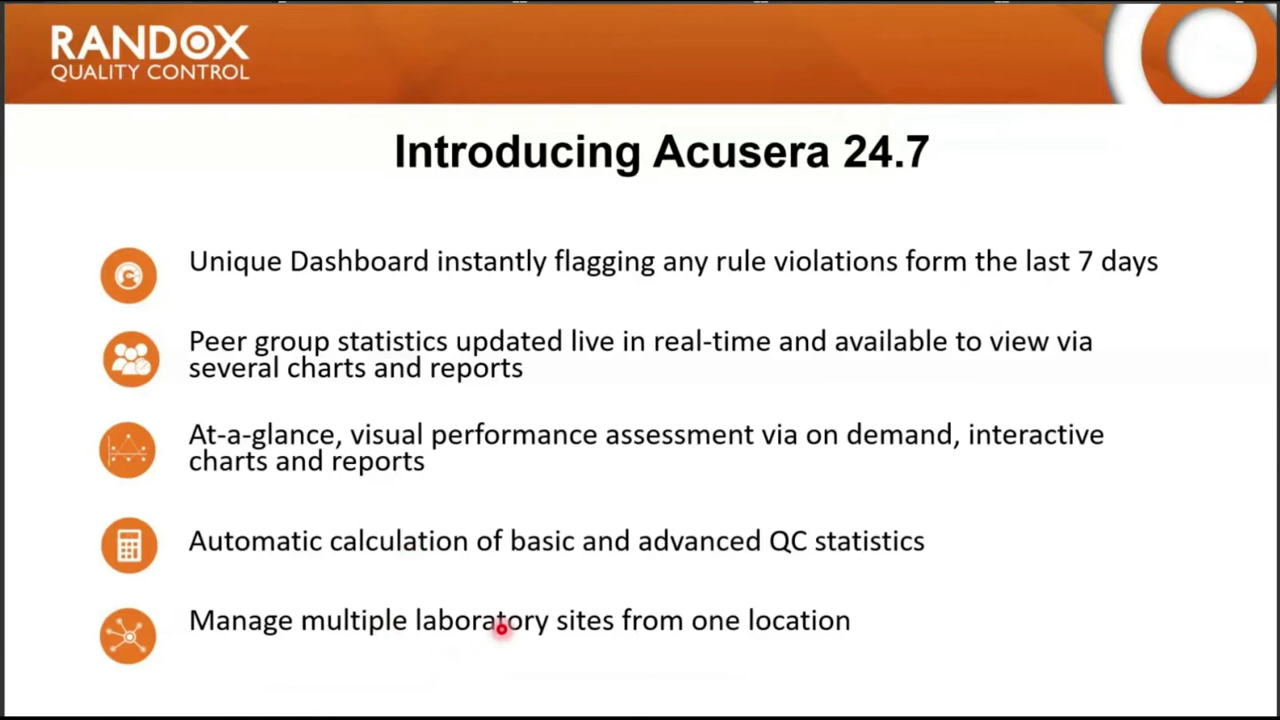 RANDOX
QUALITY CONTROL
Introducing Acusera 24.7
Unique Dashboard instantly flagging any rule violations form the last 7 days
Peer group statistics updated live in real-time and available to view via
several charts and reports
At-a-glance, visual performance assessment via on demand, interactive
charts and reports
Automatic calculation of basic and advanced QC statistics
Manage multiple laboratory sites from one location